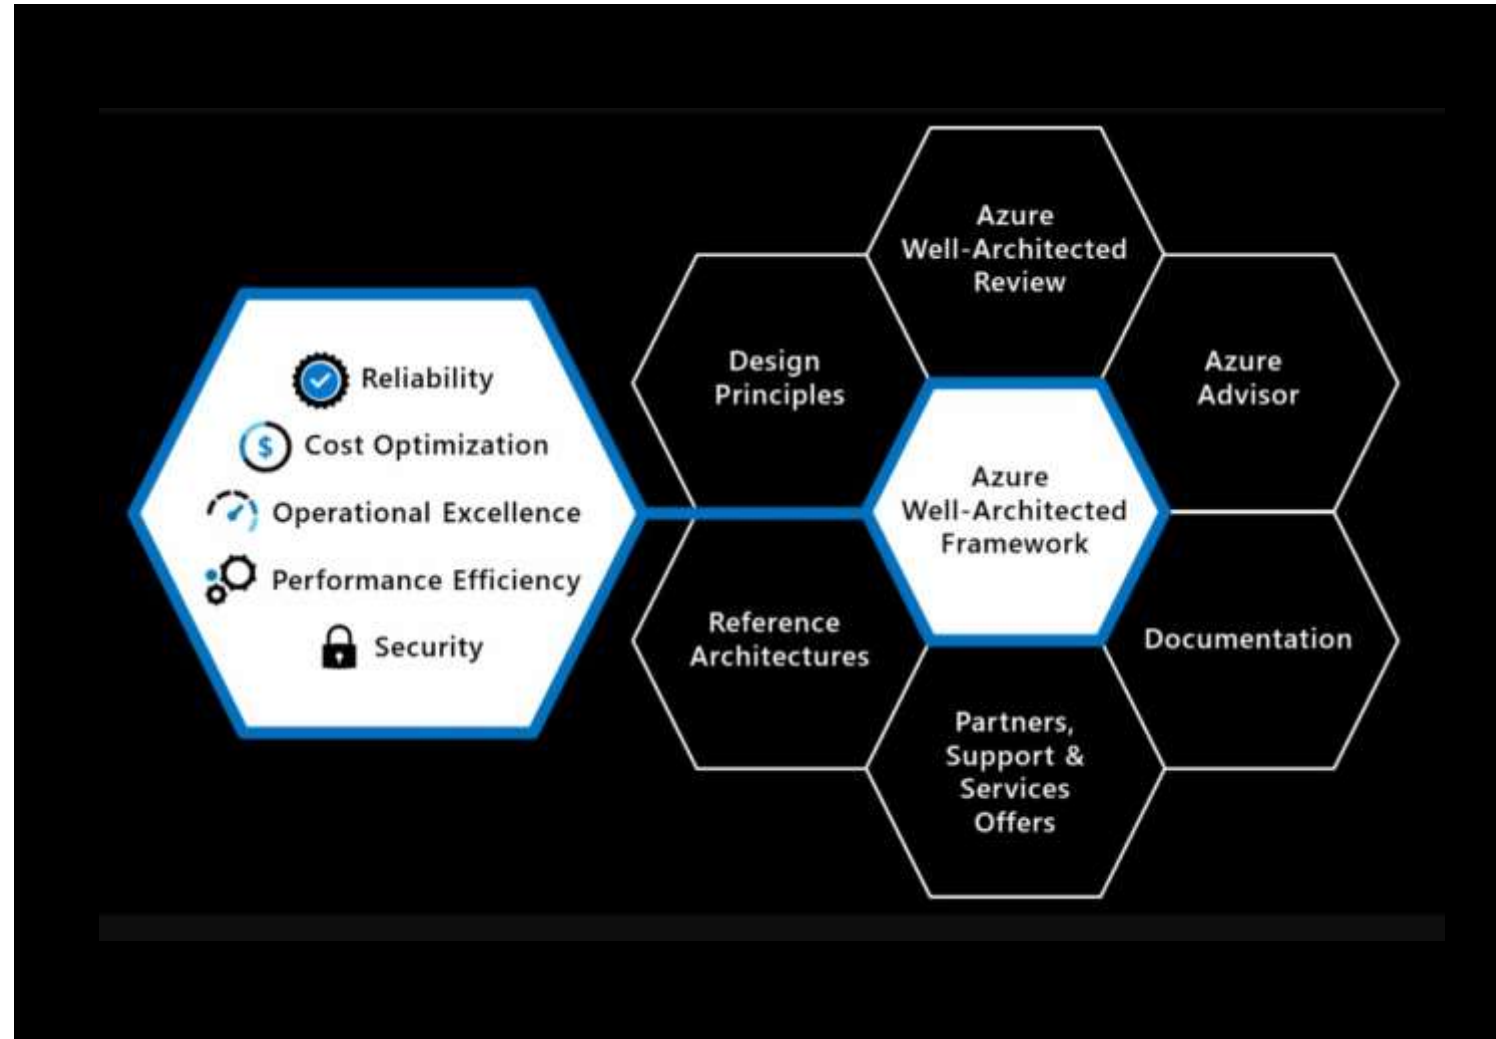 Reliability
$ Cost Optimization
Operational Excellence
Performance Efficiency
Security
Design
Principles
Azure
Well-Architected
Review
Azure
Advisor
Azure
Well-Architected
Framework
Reference
Architectures
Partners,
Support &
Services
Offers
Documentation